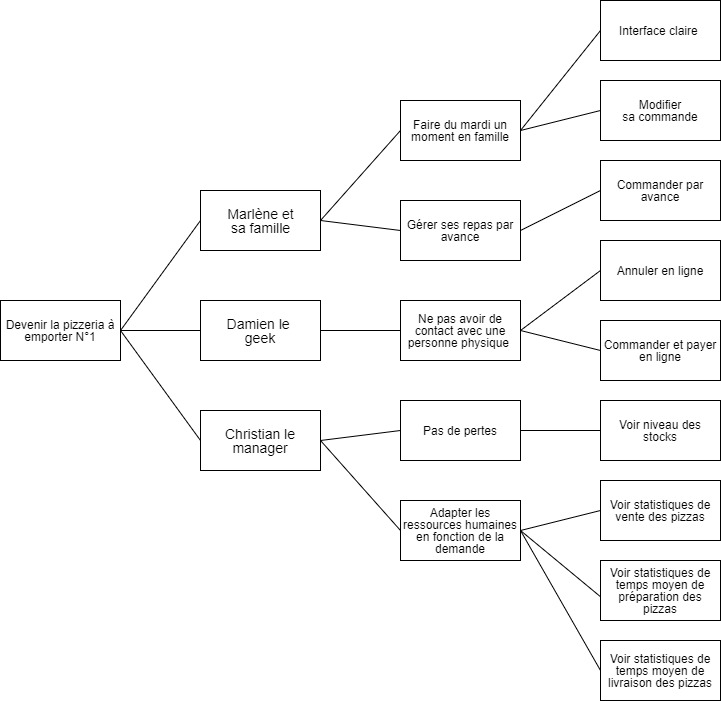 Interface claire
Modifier
sa commande
Faire du mardi un
moment en famille
Commander par
avance
Marlène et
sa famille
Gérer ses repas par
avance
Annuler en ligne
Devenir la pizzeria à
emporter N°1
Damien le
geek
Ne pas avoir de
contact avec une
personne physique
Commander et payer
en ligne
Christian le
manager
Pas de pertes
Voir niveau des
stocks
Adapter les
ressources humaines
en fonction de la
demande
Voir statistiques de
vente des pizzas
Voir statistiques de
temps moyen de
préparation des
pizzas
Voir statistiques de
temps moyen de
livraison des pizzas